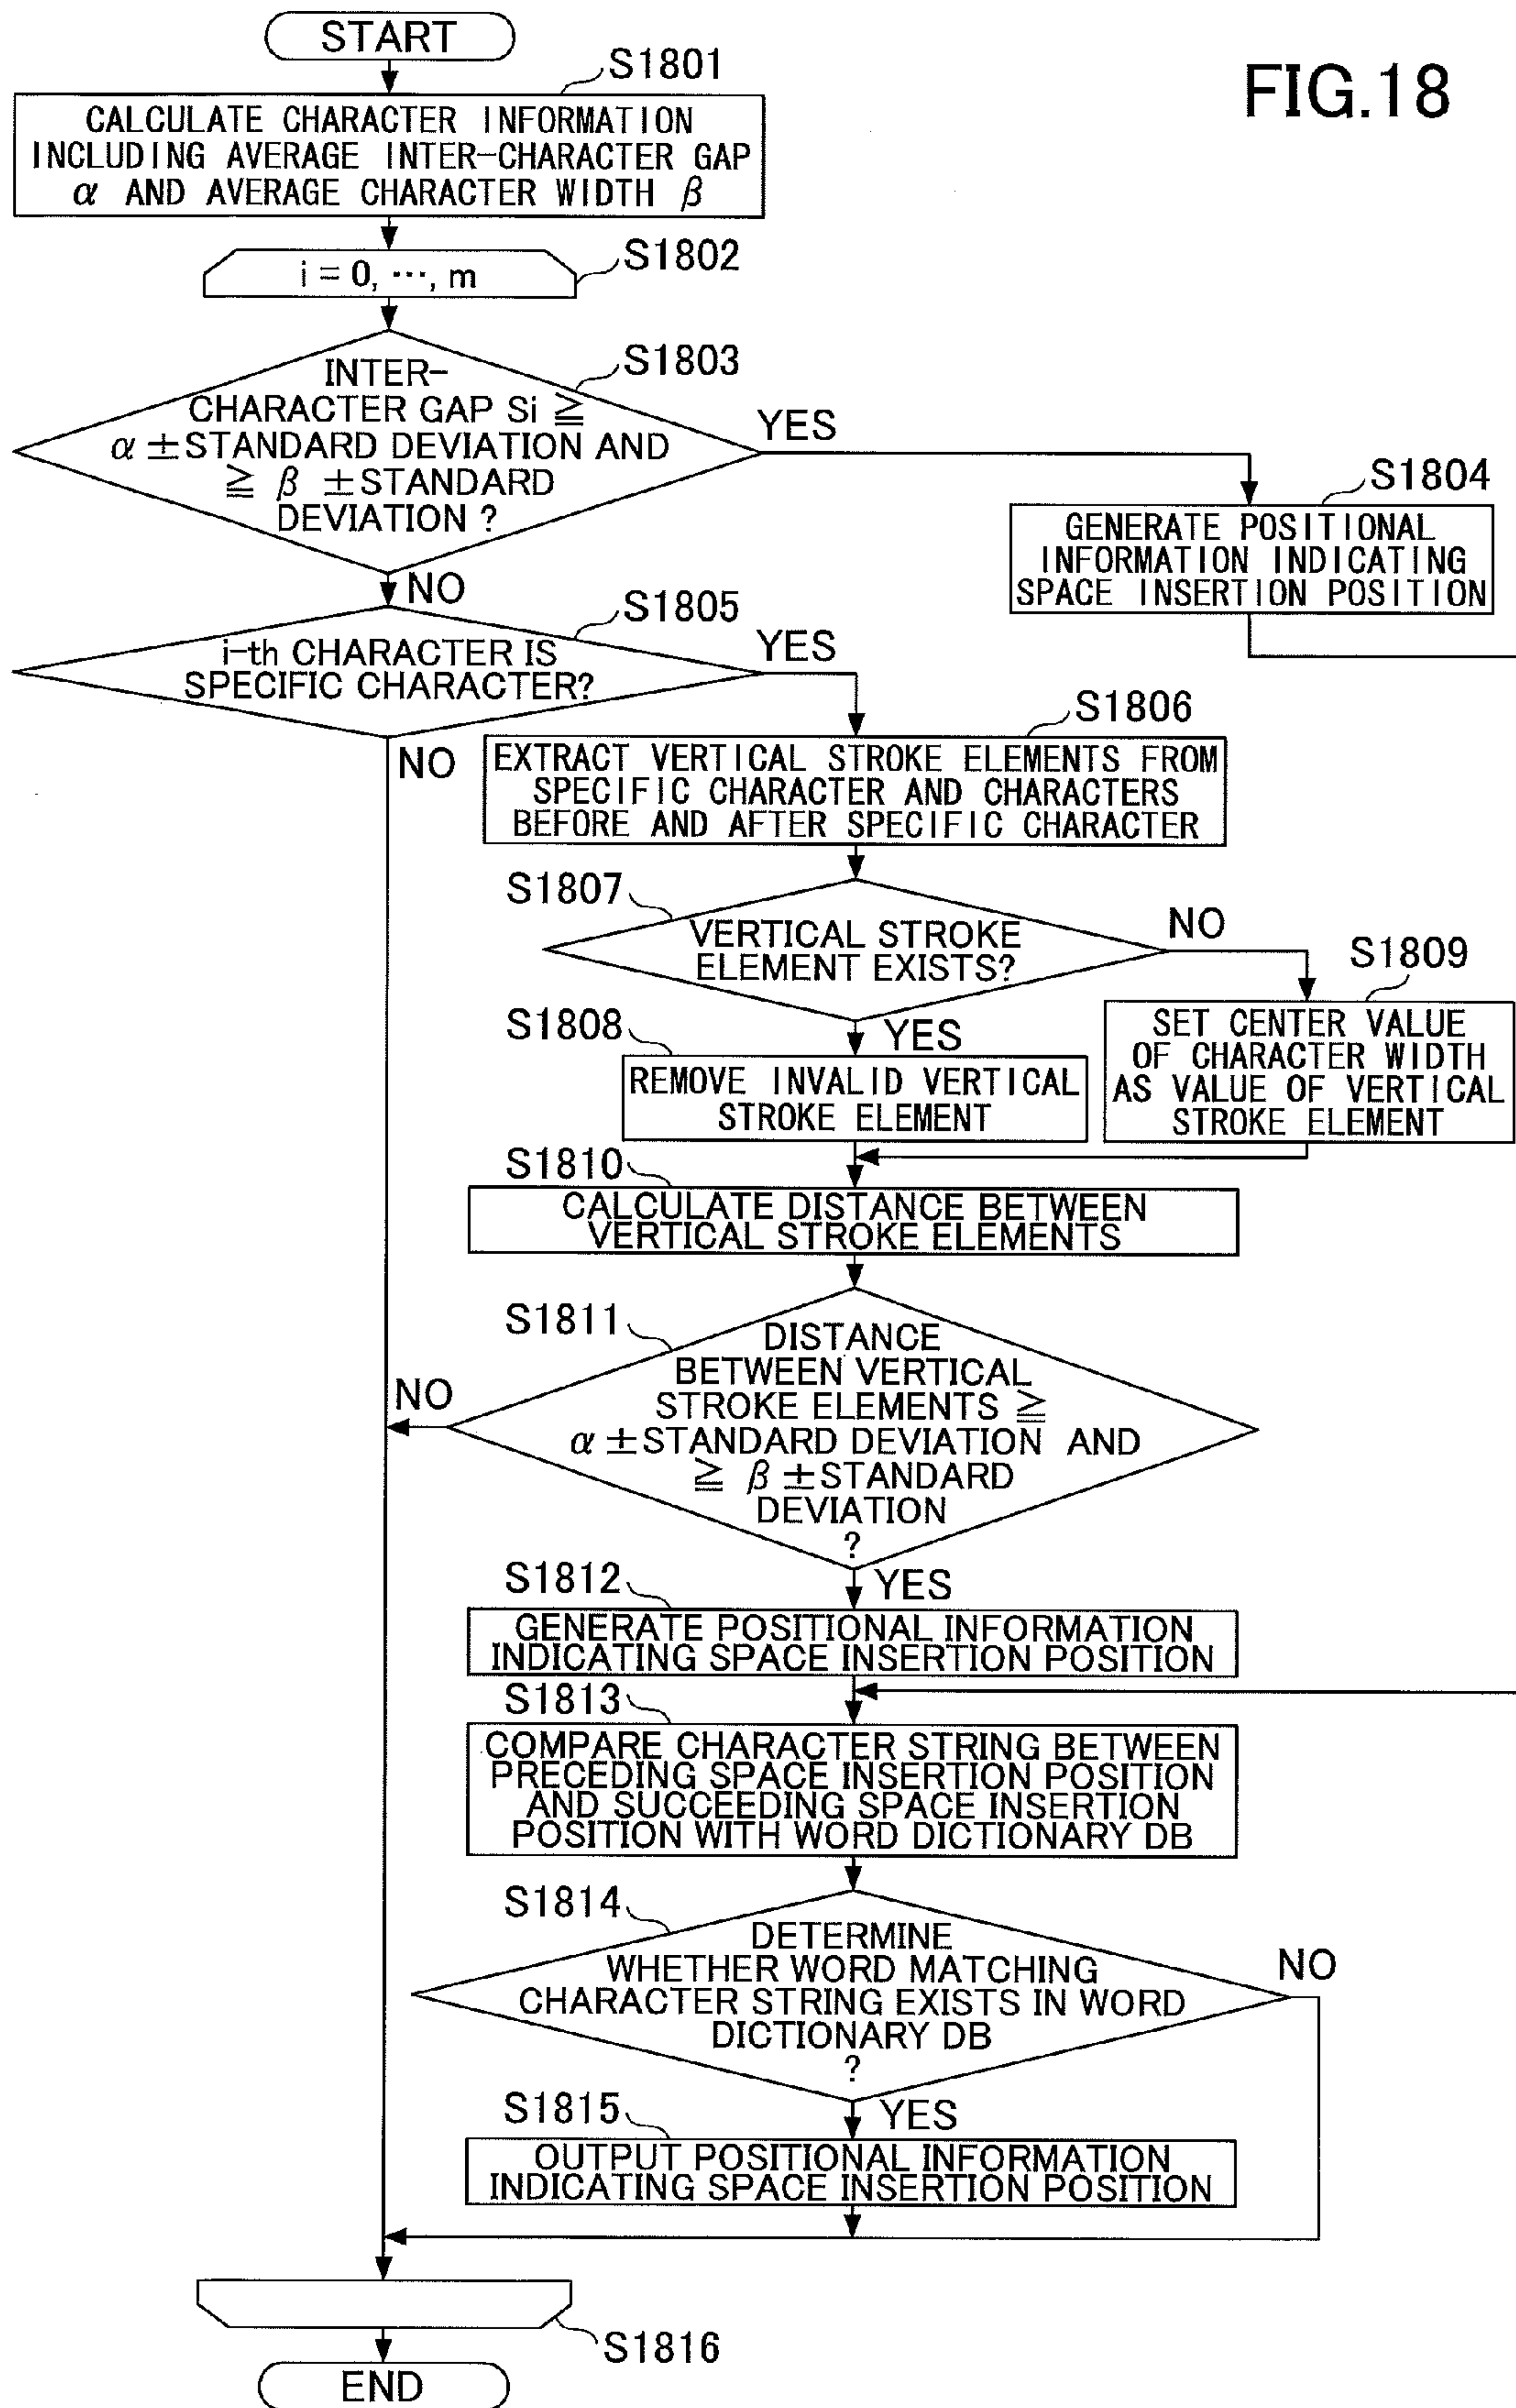 START
FIG.18
S1801
CALCULATE CHARACTER INFORMATION
INCLUDING AVERAGE INTER-CHARACTER GAP
α AND AVERAGE CHARACTER WIDTH β
S1802
i = 0, ⋯, m
S1803
INTER-
CHARACTER GAP Si ≧
α ±STANDARD DEVIATION AND
≧ β ±STANDARD
DEVIATION ?
YES
NO
S1804
GENERATE POSITIONAL
INFORMATION INDICATING
SPACE INSERTION POSITION
S1805
i-th CHARACTER IS
SPECIFIC CHARACTER?
YES
NO
S1806
EXTRACT VERTICAL STROKE ELEMENTS FROM
SPECIFIC CHARACTER AND CHARACTERS
BEFORE AND AFTER SPECIFIC CHARACTER
S1807
VERTICAL STROKE
ELEMENT EXISTS?
NO
YES
S1808
REMOVE INVALID VERTICAL
STROKE ELEMENT
S1809
SET CENTER VALUE
OF CHARACTER WIDTH
AS VALUE OF VERTICAL
STROKE ELEMENT
S1810
CALCULATE DISTANCE BETWEEN
VERTICAL STROKE ELEMENTS
S1811
DISTANCE
BETWEEN VERTICAL
STROKE ELEMENTS ≧
α ±STANDARD DEVIATION AND
≧ β ±STANDARD
DEVIATION
?
NO
YES
S1812
GENERATE POSITIONAL INFORMATION
INDICATING SPACE INSERTION POSITION
S1813
COMPARE CHARACTER STRING BETWEEN
PRECEDING SPACE INSERTION POSITION
AND SUCCEEDING SPACE INSERTION
POSITION WITH WORD DICTIONARY DB
S1814
DETERMINE
WHETHER WORD MATCHING
CHARACTER STRING EXISTS IN WORD
DICTIONARY DB
?
NO
YES
S1815
OUTPUT POSITIONAL INFORMATION
INDICATING SPACE INSERTION POSITION
S1816
END